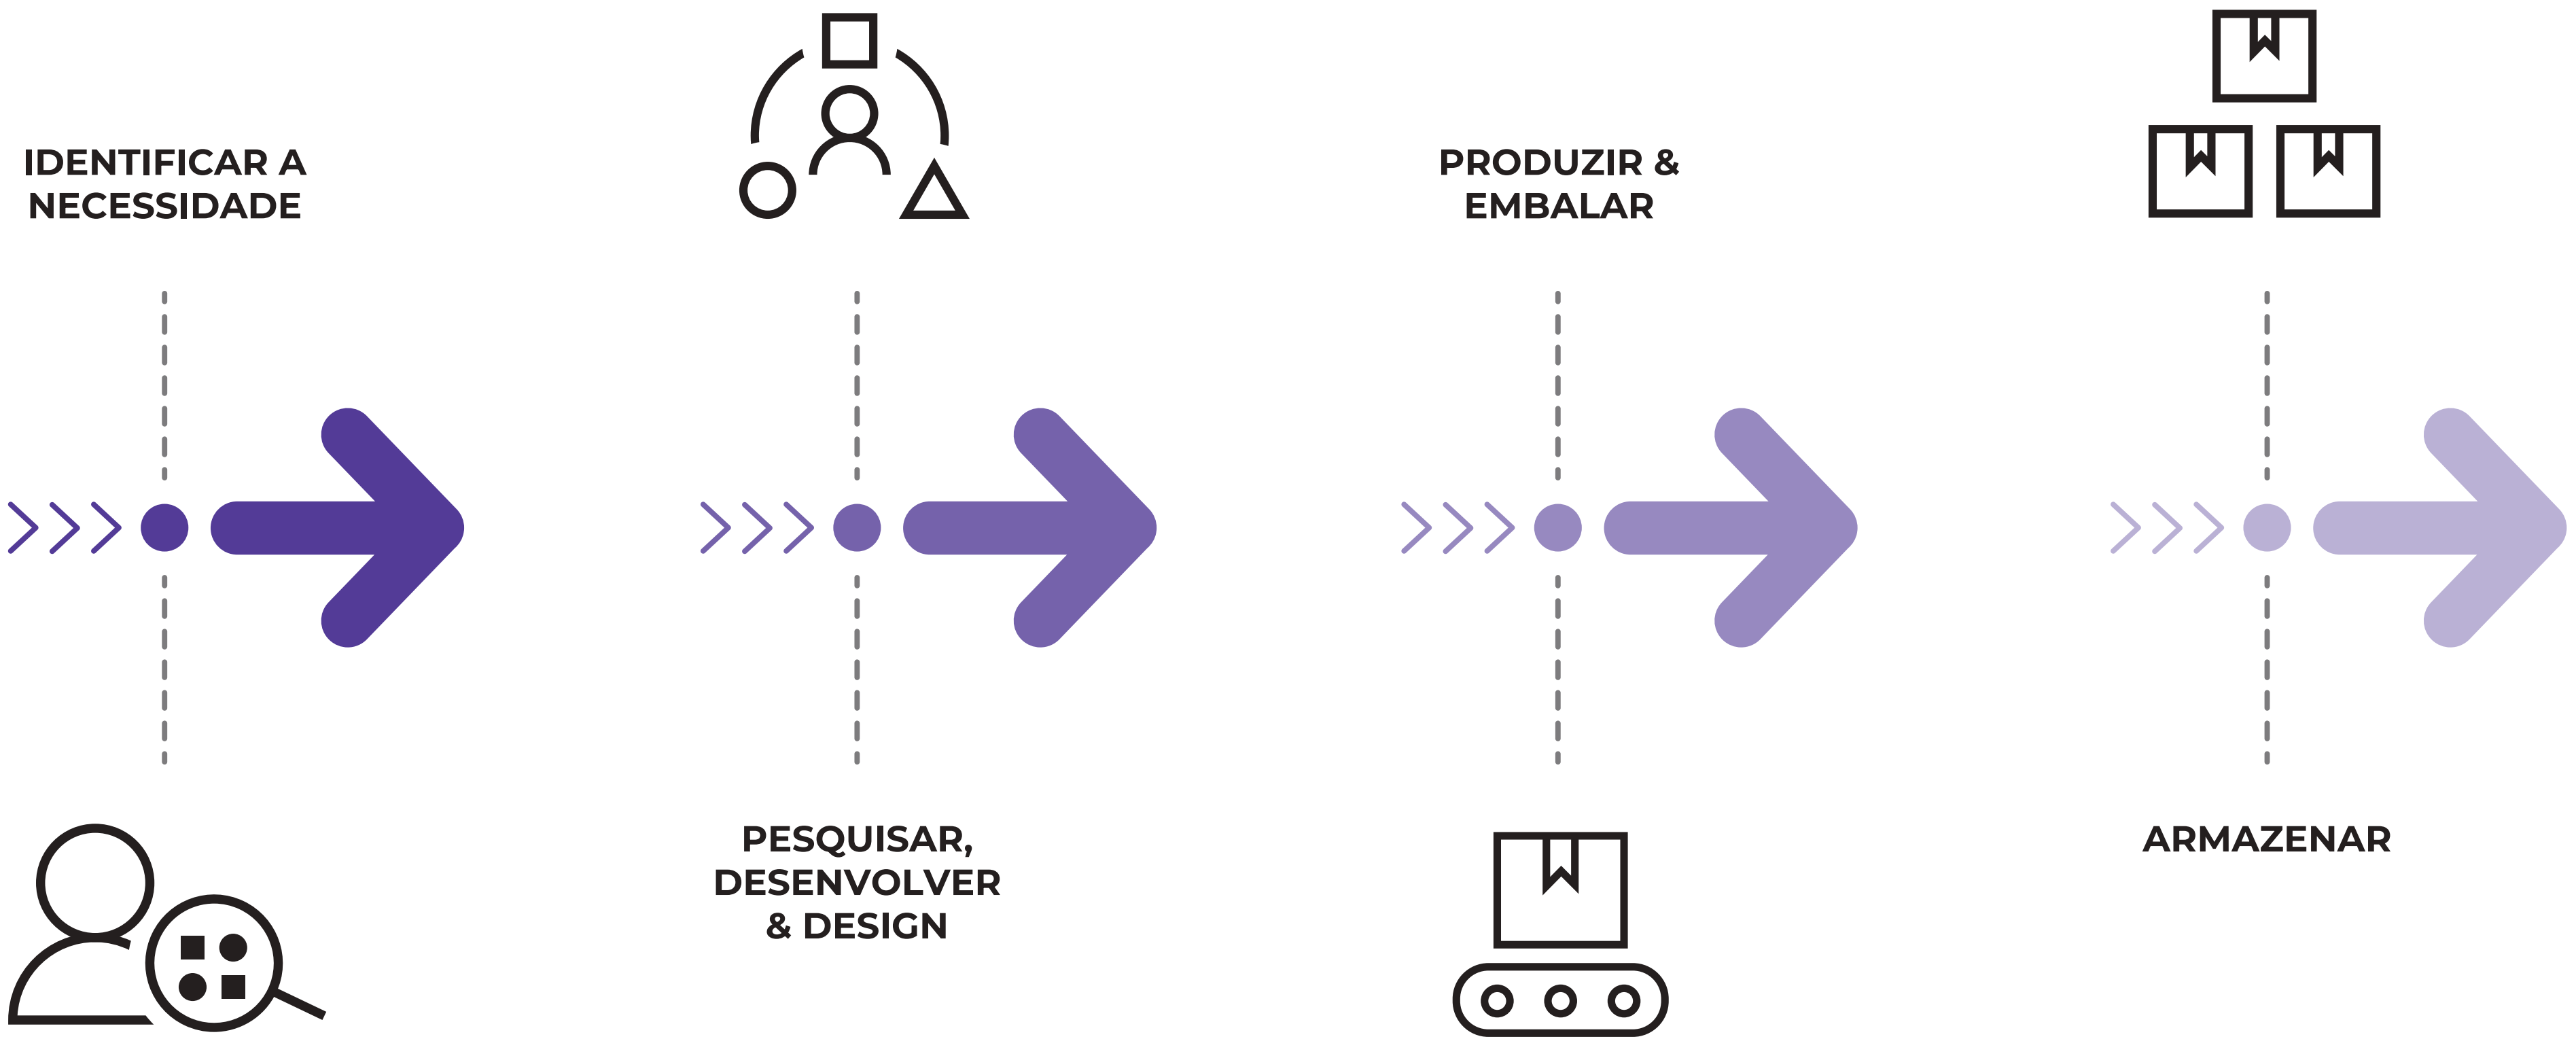 IDENTIFICAR A
NECESSIDADE
PESQUISAR,
DESENVOLVER
& DESIGN
PRODUZIR &
EMBALAR
ARMAZENAR